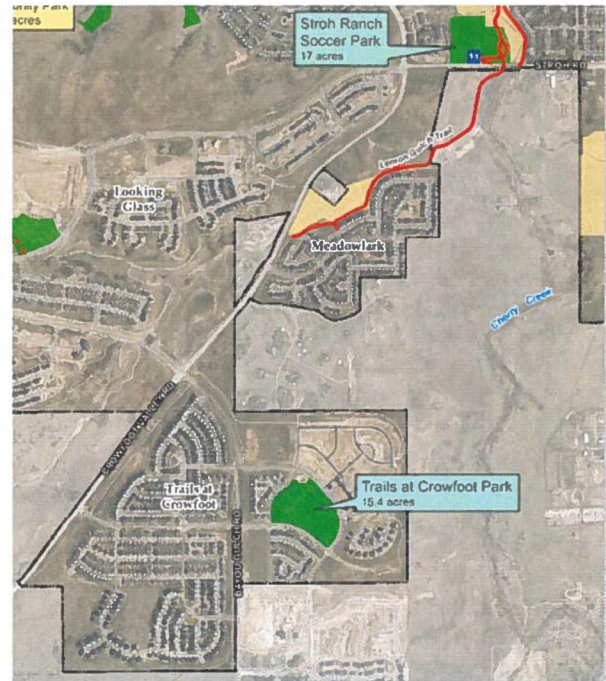 acres
Stroh Ranch
Soccer Park
17 acres
11
STROH RD
Lemon Gulch Trail
Looking
Glass
Meadowlark
Cherry Creek
CROWFOOT VALLEY RD
Trails at
Crowfoot
Trails at Crowfoot Park
15.4 acres